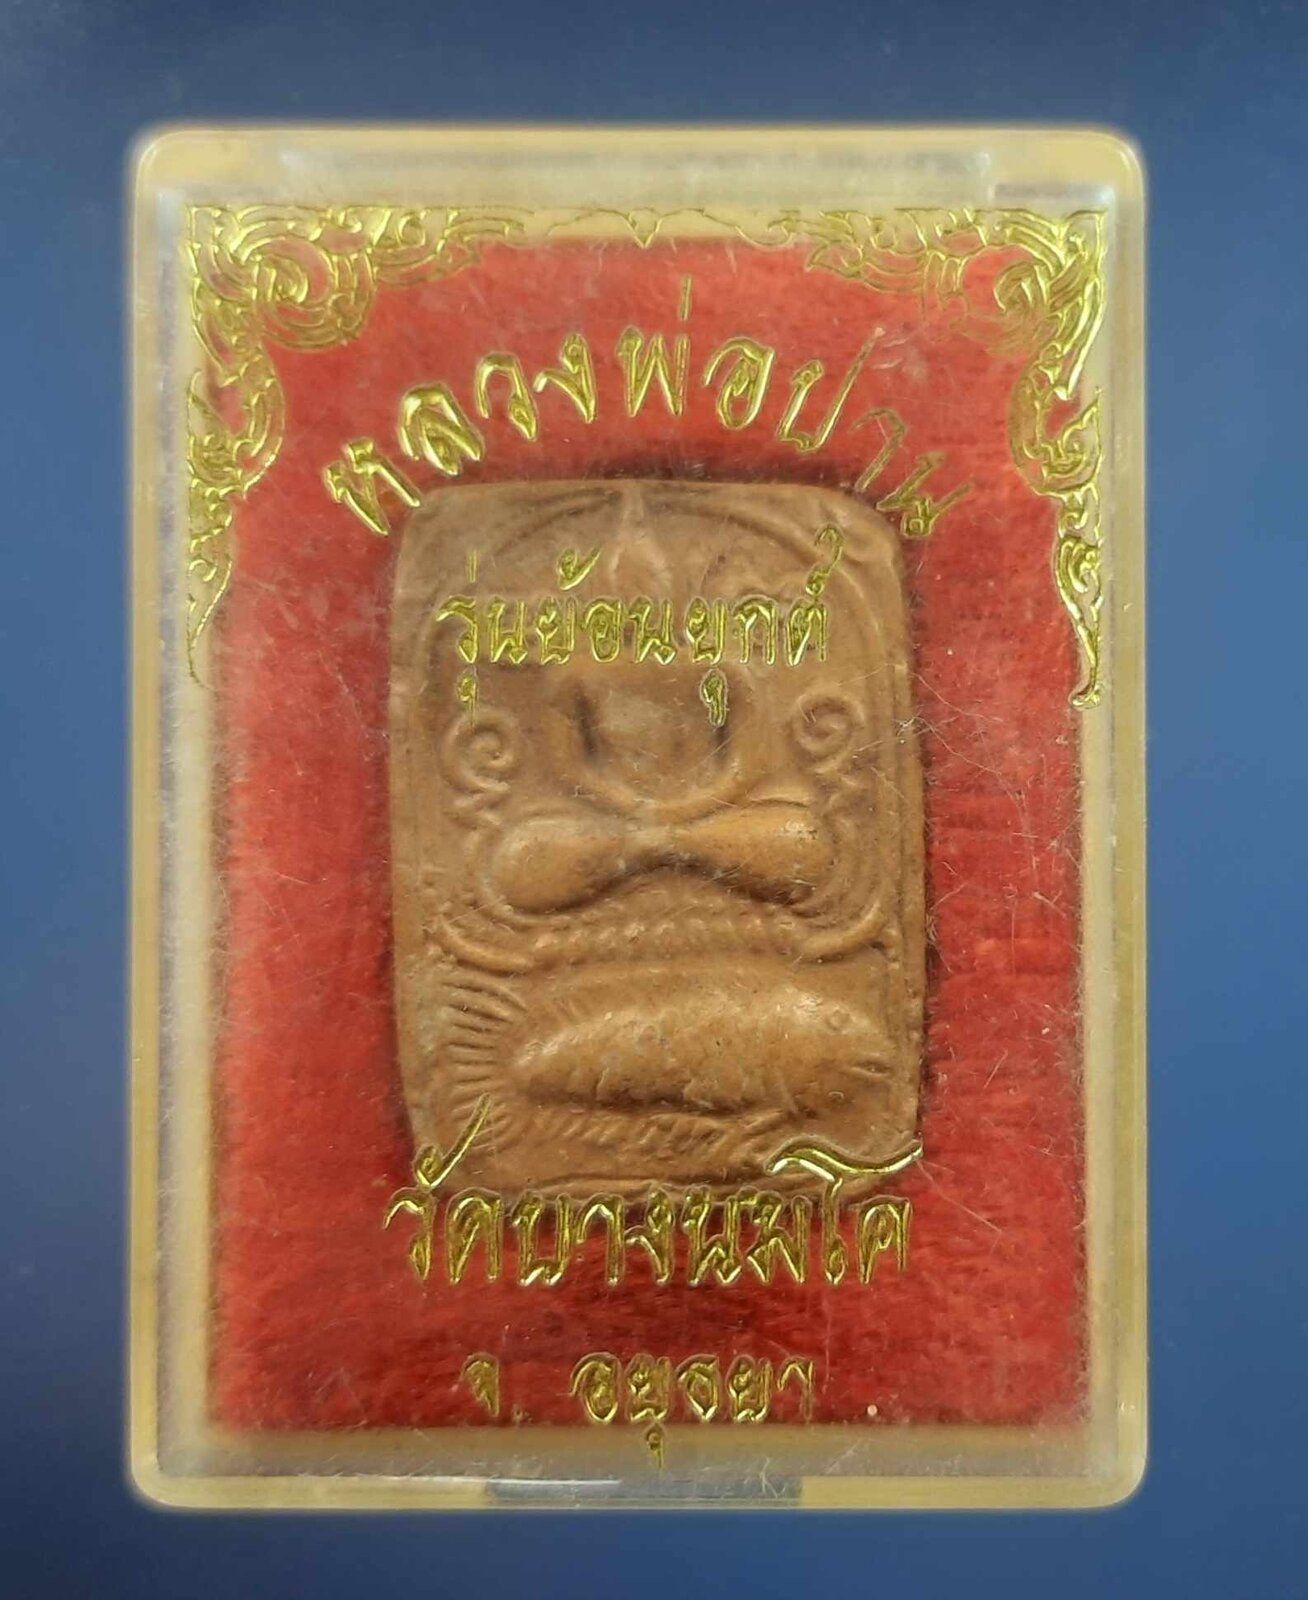 หลวงพ่อปาน
รุ่นย้อนยุกต์
วัดบางนมโค
จ. อยุธยา